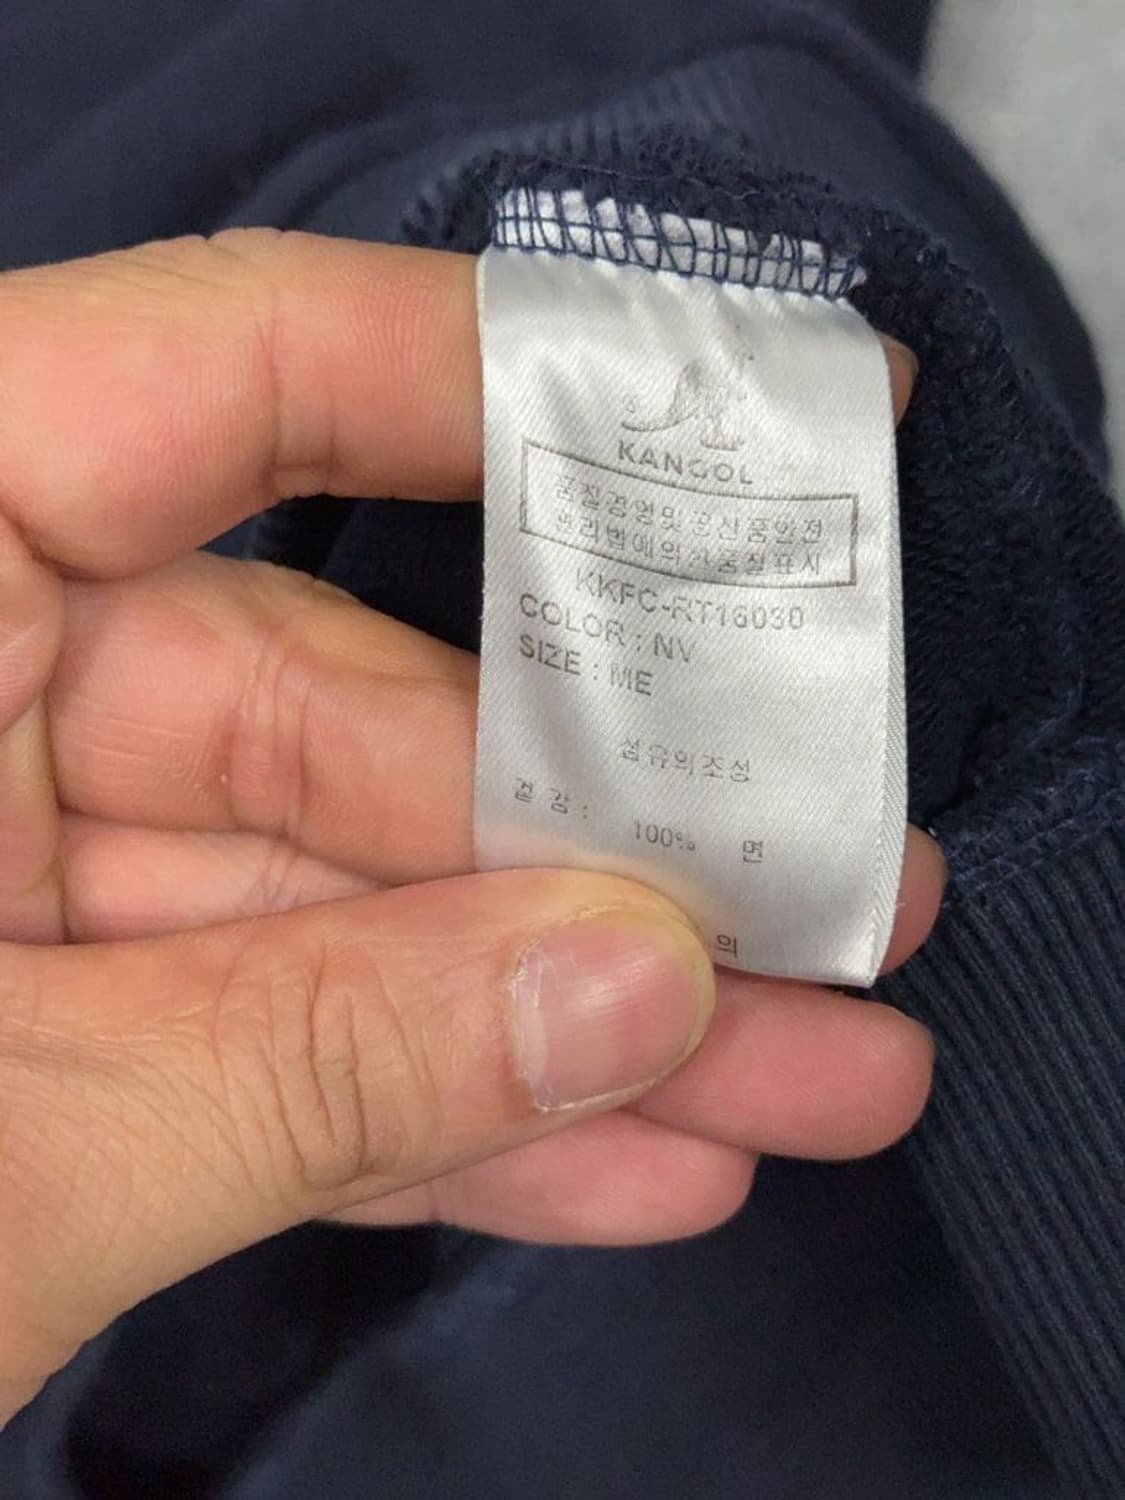 KANGOL
품질경영및공산품안전
관리법에의한품질표시
KKFC-RT16030
COLOR : NV
SIZE : ME
섬유의조성
겉 감 : 100% 면
의